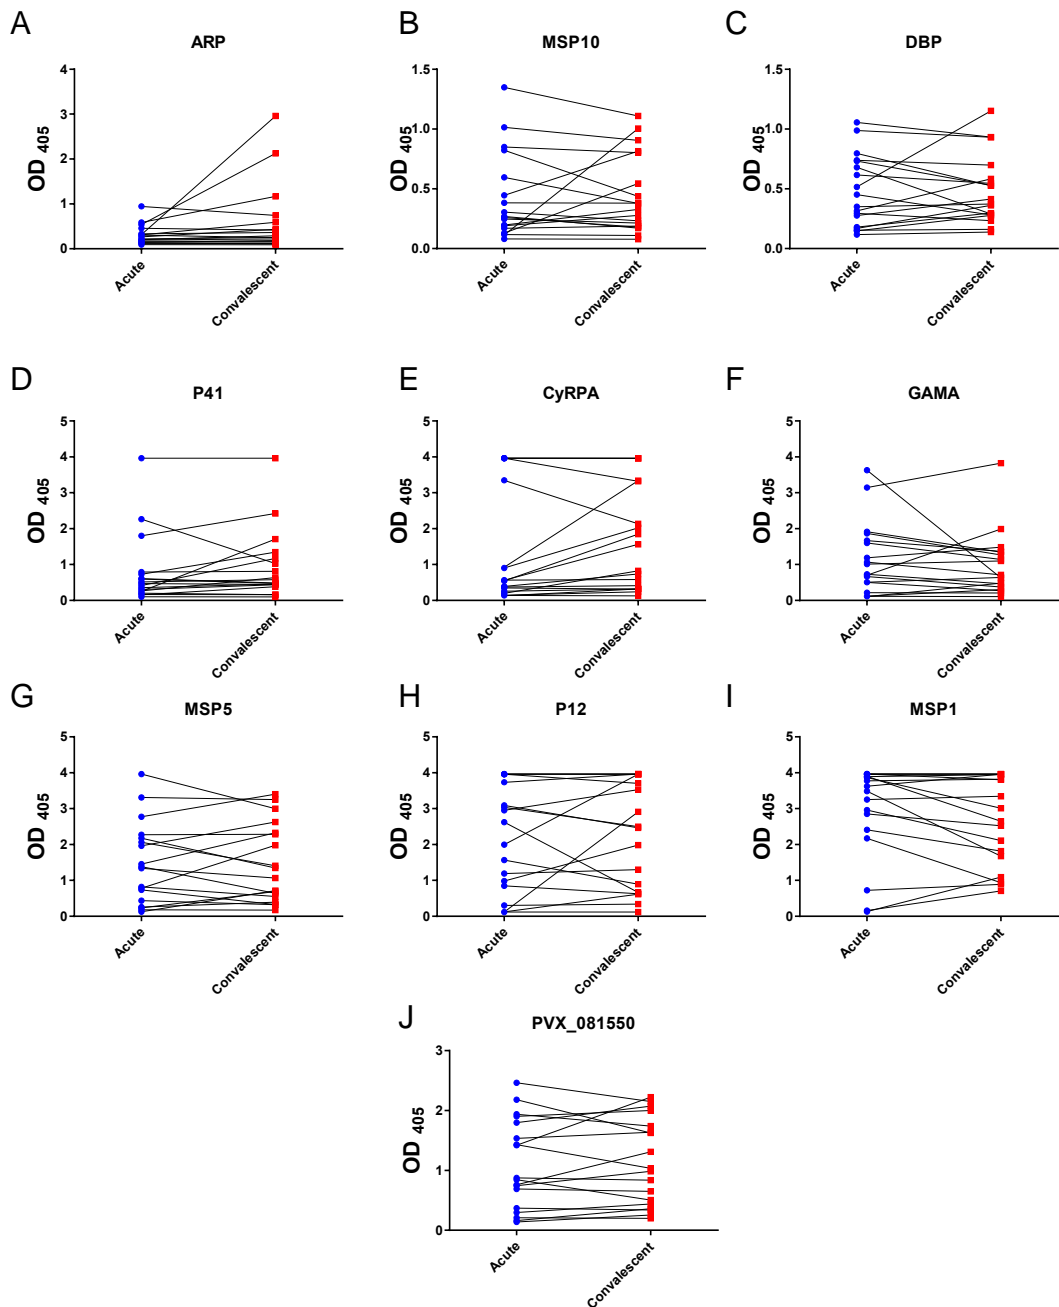 A
ARP
OD 405
4
3
2
1
0
Acute
Convalescent
B
MSP10
OD 405
1.5
1.0
0.5
0.0
Acute
Convalescent
C
DBP
OD 405
1.5
1.0
0.5
0.0
Acute
Convalescent
D
P41
OD 405
5
4
3
2
1
0
Acute
Convalescent
E
CyRPA
OD 405
5
4
3
2
1
0
Acute
Convalescent
F
GAMA
OD 405
5
4
3
2
1
0
Acute
Convalescent
G
MSP5
OD 405
5
4
3
2
1
0
Acute
Convalescent
H
P12
OD 405
5
4
3
2
1
0
Acute
Convalescent
I
MSP1
OD 405
5
4
3
2
1
0
Acute
Convalescent
J
PVX_081550
OD 405
3
2
1
0
Acute
Convalescent